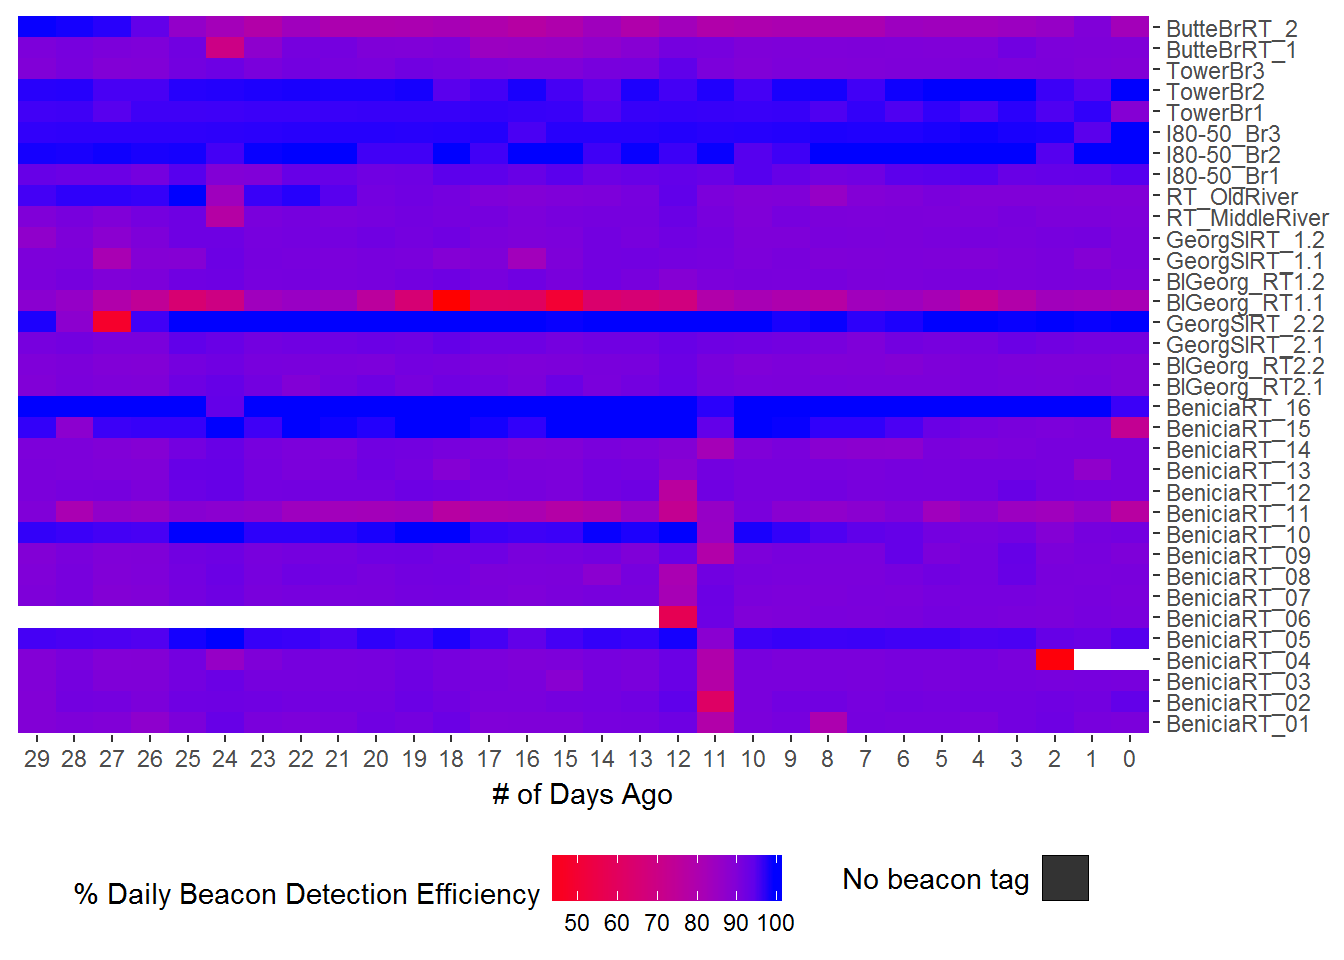 ButteBrRT_2
ButteBrRT_1
TowerBr3
TowerBr2
TowerBr1
I80-50_Br3
I80-50_Br2
I80-50_Br1
RT_OldRiver
RT_MiddleRiver
GeorgSlRT_1.2
GeorgSlRT_1.1
BlGeorg_RT1.2
BlGeorg_RT1.1
GeorgSlRT_2.2
GeorgSlRT_2.1
BlGeorg_RT2.2
BlGeorg_RT2.1
BeniciaRT_16
BeniciaRT_15
BeniciaRT_14
BeniciaRT_13
BeniciaRT_12
BeniciaRT_11
BeniciaRT_10
BeniciaRT_09
BeniciaRT_08
BeniciaRT_07
BeniciaRT_06
BeniciaRT_05
BeniciaRT_04
BeniciaRT_03
BeniciaRT_02
BeniciaRT_01
29 28 27 26 25 24 23 22 21 20 19 18 17 16 15 14 13 12 11 10 9 8 7 6 5 4 3 2 1 0
# of Days Ago
% Daily Beacon Detection Efficiency
50 60 70 80 90 100
No beacon tag